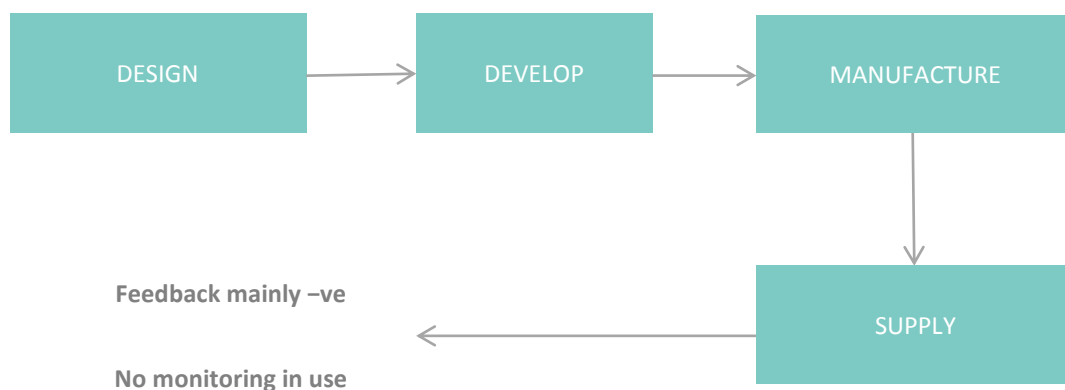 DESIGN
DEVELOP
MANUFACTURE
Feedback mainly –ve
SUPPLY
No monitoring in use